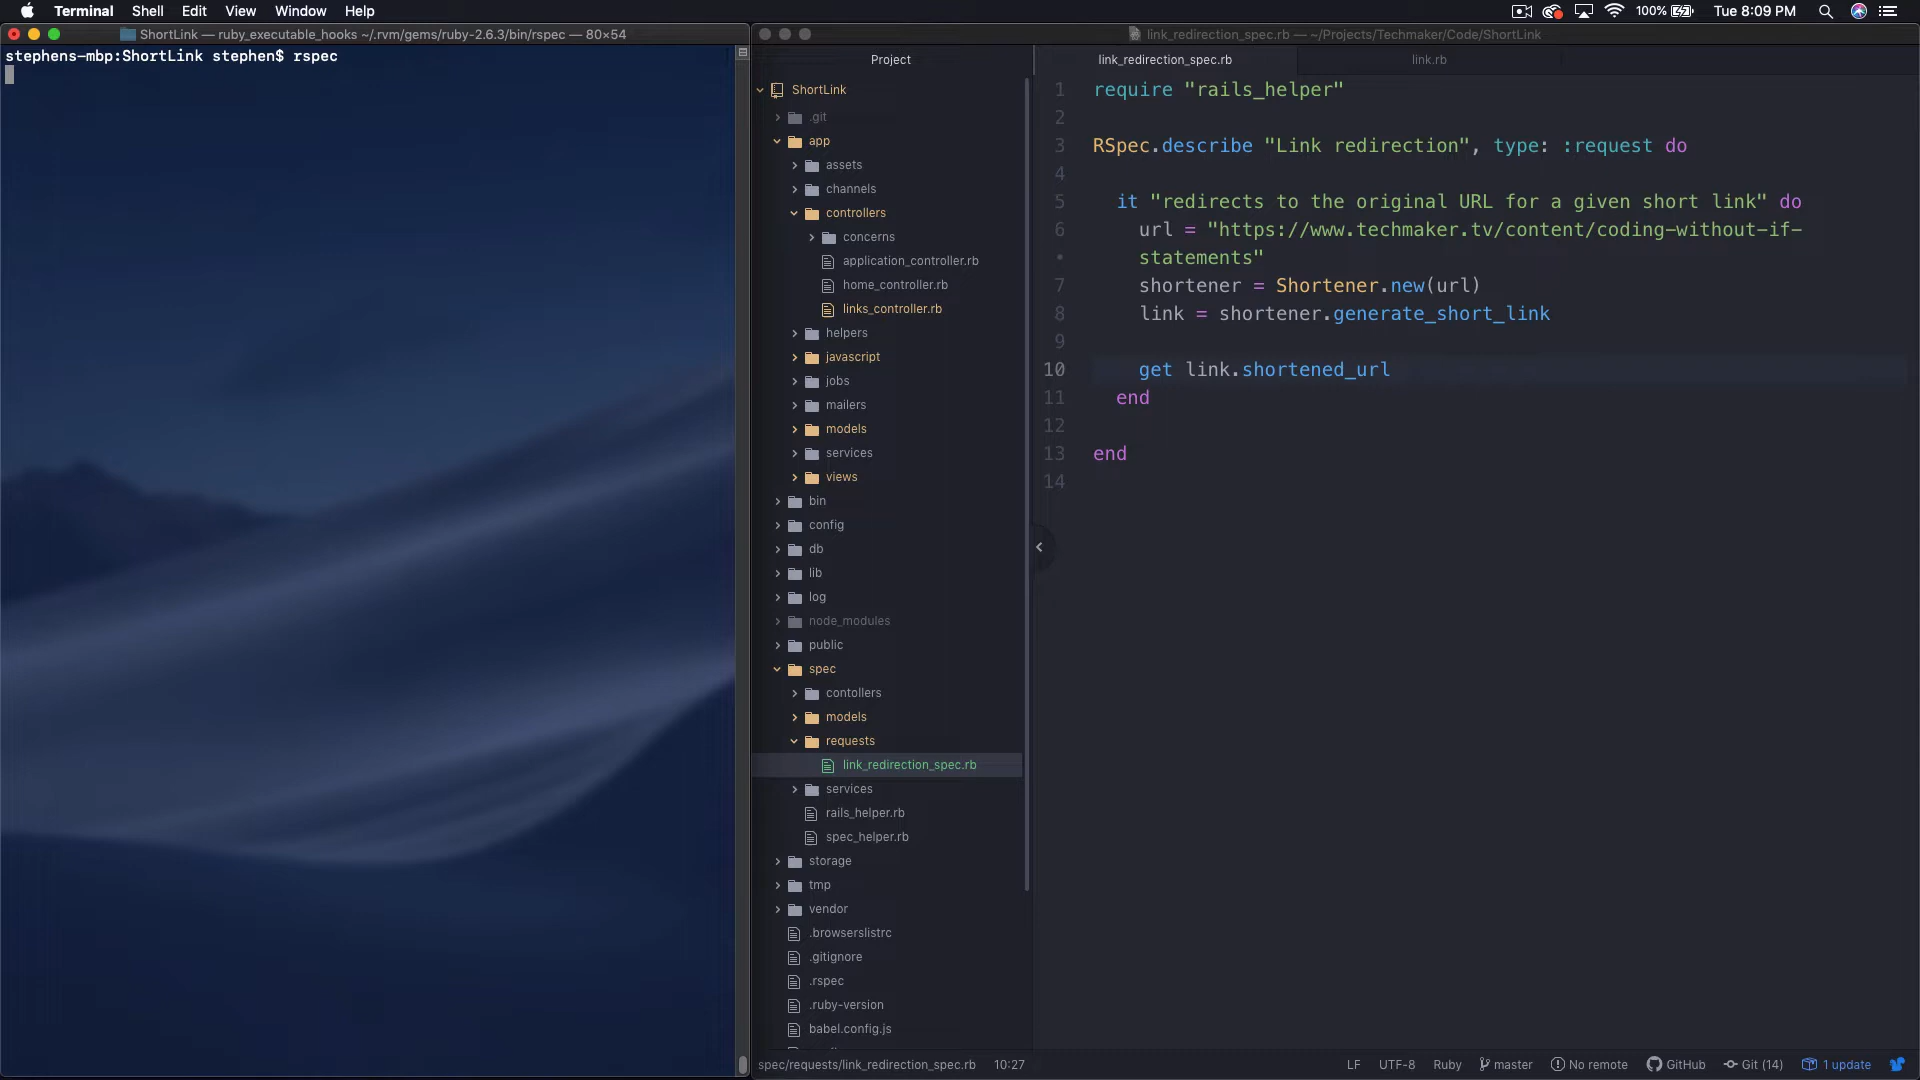 Terminal Shell Edit View Window Help
100% Tue 8:09 PM
ShortLink — ruby_executable_hooks ~/.rvm/gems/ruby-2.6.3/bin/rspec — 80×54
stephens-mbp:ShortLink stephen$ rspec
link_redirection_spec.rb — ~/Projects/Techmaker/Code/ShortLink
Project
ShortLink
.git
app
assets
channels
controllers
concerns
application_controller.rb
home_controller.rb
links_controller.rb
helpers
javascript
jobs
mailers
models
services
views
bin
config
db
lib
log
node_modules
public
spec
contollers
models
requests
link_redirection_spec.rb
services
rails_helper.rb
spec_helper.rb
storage
tmp
vendor
.browserslistrc
.gitignore
.rspec
.ruby-version
babel.config.js
link_redirection_spec.rb
link.rb
1 require "rails_helper"
2
3 RSpec.describe "Link redirection", type: :request do
4
5 it "redirects to the original URL for a given short link" do
6 url = "https://www.techmaker.tv/content/coding-without-if-
• statements"
7 shortener = Shortener.new(url)
8 link = shortener.generate_short_link
9
10 get link.shortened_url
11 end
12
13 end
14
spec/requests/link_redirection_spec.rb 10:27
LF UTF-8 Ruby master No remote GitHub Git (14) 1 update